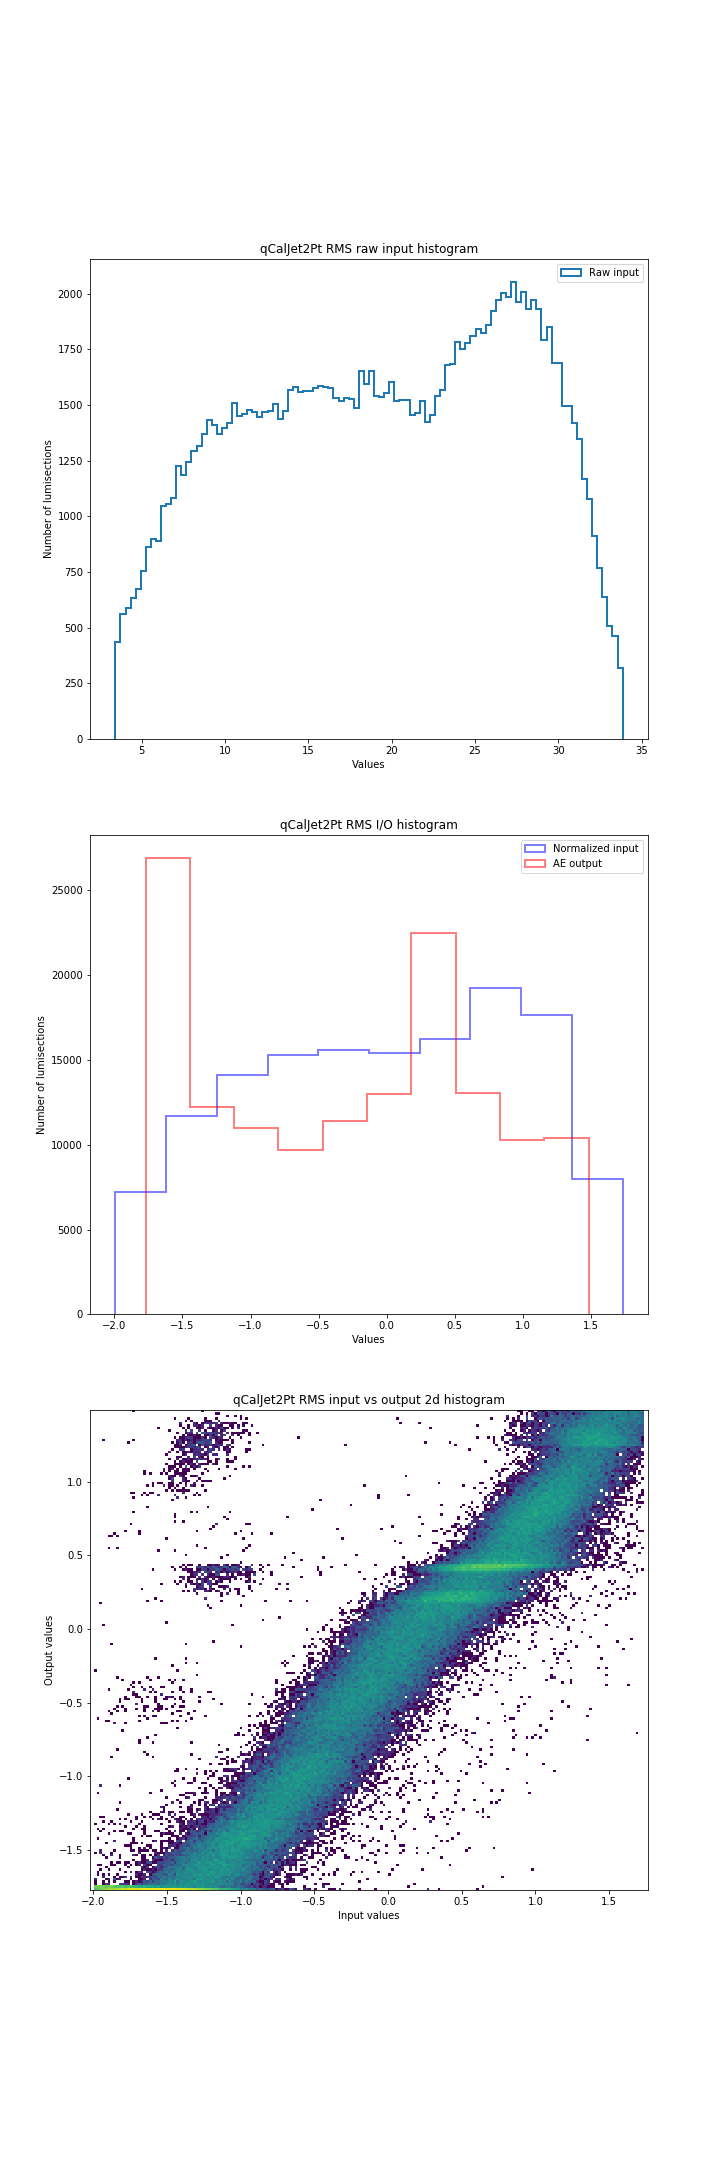 qCalJet2Pt RMS raw input histogram
Raw input
2000
1750
1500
1250
1000
750
500
250
0
Number of lumisections
5 10 15 20 25 30 35
Values
qCalJet2Pt RMS I/O histogram
Normalized input
AE output
25000
20000
15000
10000
5000
0
Number of lumisections
−2.0 −1.5 −1.0 −0.5 0.0 0.5 1.0 1.5
Values
qCalJet2Pt RMS input vs output 2d histogram
1.0
0.5
0.0
−0.5
−1.0
−1.5
Output values
−2.0 −1.5 −1.0 −0.5 0.0 0.5 1.0 1.5
Input values